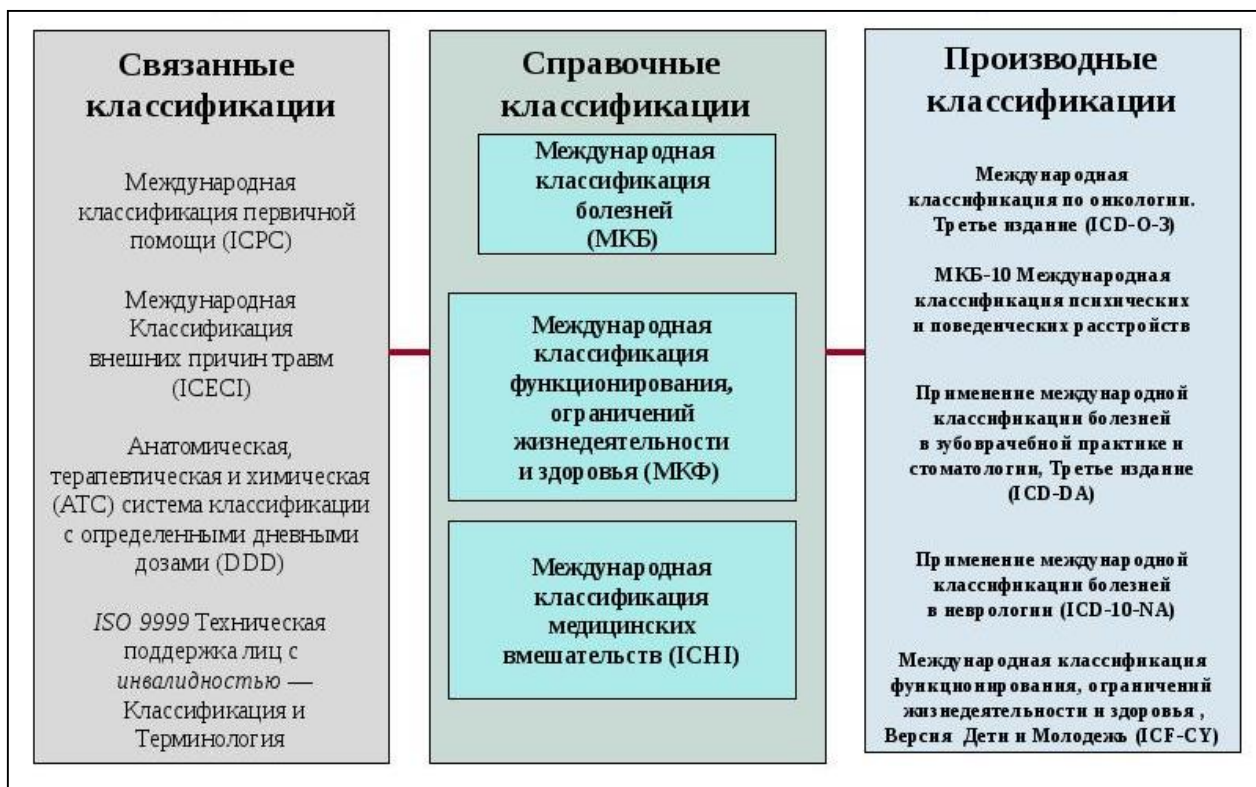 Связанные
классификации
Международная
классификация первичной
помощи (ICPC)
Международная
Классификация
внешних причин травм
(ICECI)
Анатомическая,
терапевтическая и химическая
(АТС) система классификации
с определенными дневными
дозами (DDD)
ISO 9999 Техническая
поддержка лиц с
инвалидностью —
Классификация и
Терминология
Справочные
классификации
Международная
классификация
болезней
(МКБ)
Международная
классификация
функционирования,
ограничений
жизнедеятельности
и здоровья (МКФ)
Международная
классификация
медицинских
вмешательств (ICHI)
Производные
классификации
Международная
классификация по онкологии.
Третье издание (ICD-O-3)
МКБ-10 Международная
классификация психических
и поведенческих расстройств
Применение международной
классификации болезней
в зубоврачебной практике и
стоматологии, Третье издание
(ICD-DA)
Применение международной
классификации болезней
в неврологии (ICD-10-NA)
Международная классификация
функционирования, ограничений
жизнедеятельности и здоровья ,
Версия Дети и Молодежь (ICF-CY)